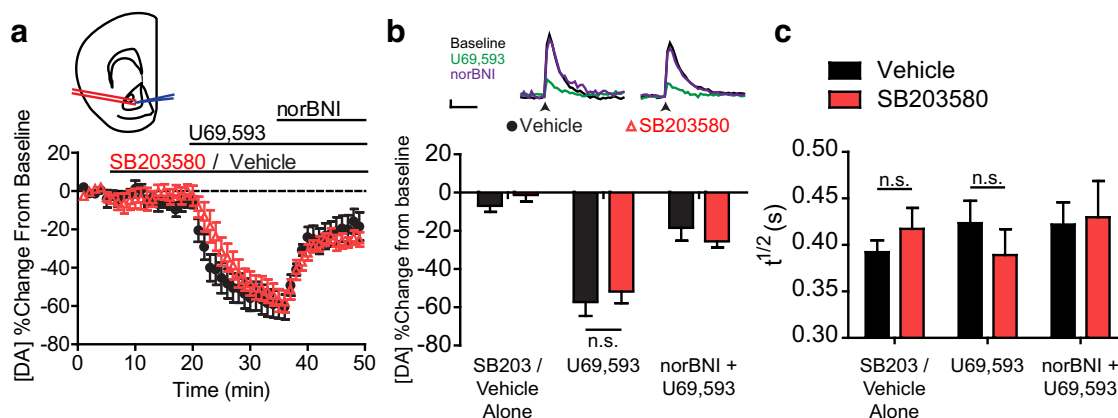 a
norBNI
U69,593
SB203580 / Vehicle
[DA] %Change From Baseline
20
0
-20
-40
-60
-80
0 10 20 30 40 50
Time (min)
b
Baseline
U69,593
norBNI
Vehicle SB203580
[DA] %Change from baseline
20
0
-20
-40
-60
-80
n.s.
SB203 / Vehicle Alone
U69,593
norBNI + U69,593
c
Vehicle
SB203580
t1/2 (s)
0.45
0.40
0.35
0.30
n.s. n.s.
SB203 / Vehicle Alone
U69,593
norBNI + U69,593